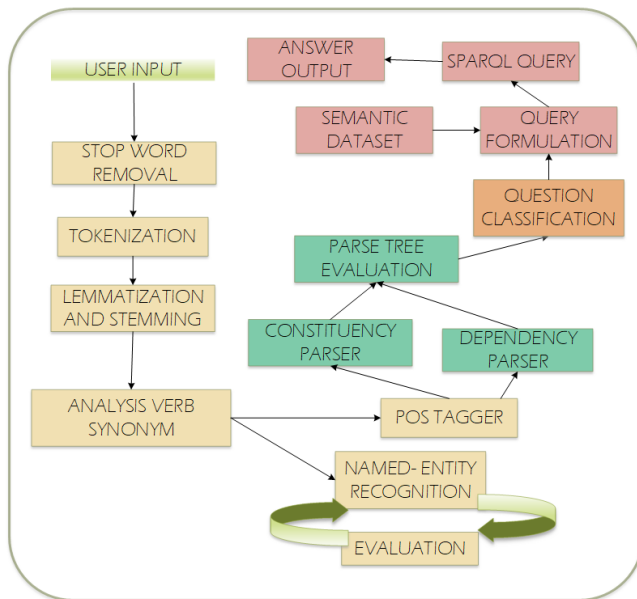 USER INPUT
STOP WORD
REMOVAL
TOKENIZATION
LEMMATIZATION
AND STEMMING
ANALYSIS VERB
SYNONYM
ANSWER
OUTPUT
SPARQL QUERY
SEMANTIC
DATASET
QUERY
FORMULATION
QUESTION
CLASSIFICATION
PARSE TREE
EVALUATION
CONSTITUENCY
PARSER
DEPENDENCY
PARSER
POS TAGGER
NAMED- ENTITY
RECOGNITION
EVALUATION